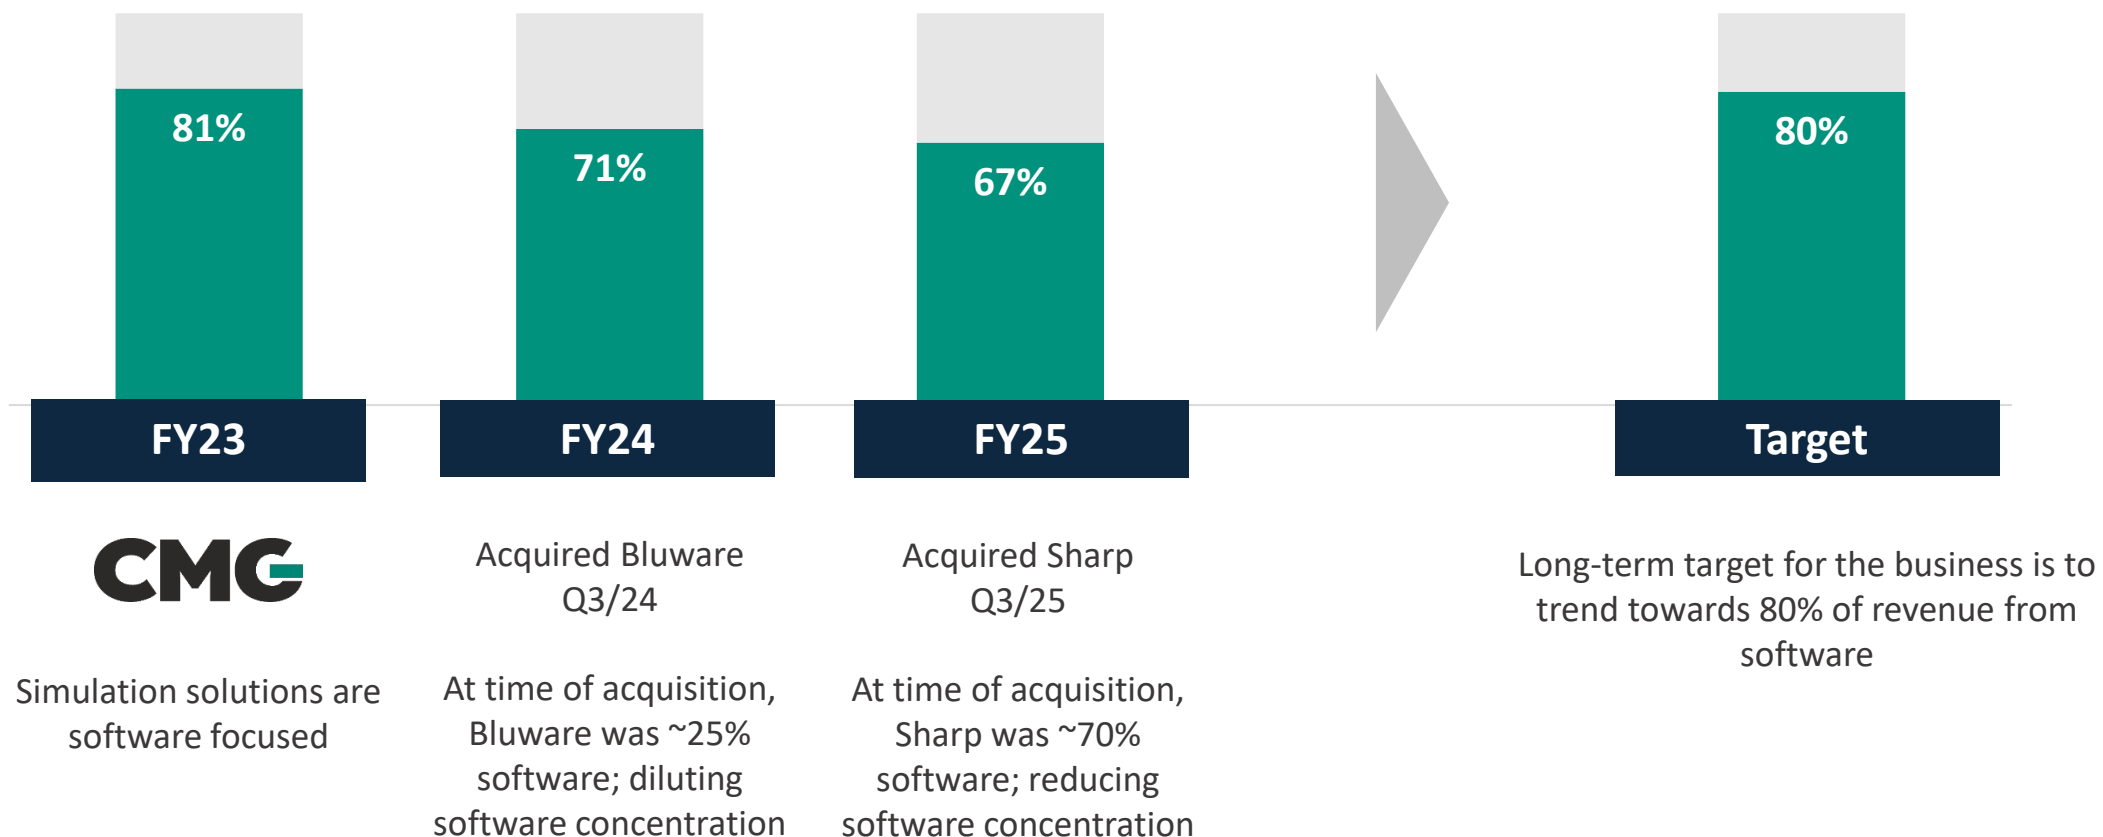 81%
71%
67%
80%
FY23
FY24
FY25
Target
CMG
Simulation solutions are
software focused
Acquired Bluware
Q3/24
At time of acquisition,
Bluware was ~25%
software; diluting
software concentration
Acquired Sharp
Q3/25
At time of acquisition,
Sharp was ~70%
software; reducing
software concentration
Long-term target for the business is to
trend towards 80% of revenue from
software